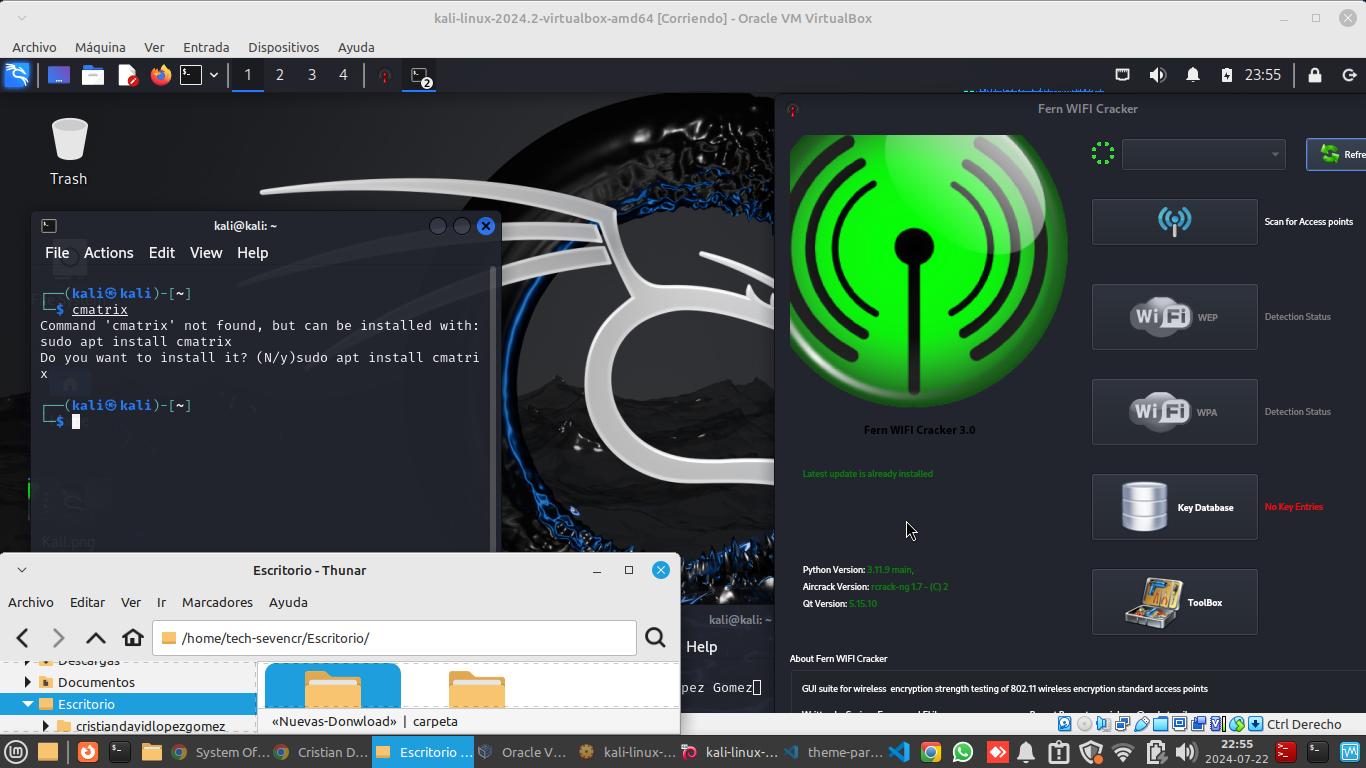 kali-linux-2024.2-virtualbox-amd64 [Corriendo] - Oracle VM VirtualBox
Archivo Máquina Ver Entrada Dispositivos Ayuda
1 2 3 4 2 23:55
Trash
kali@kali: ~
File Actions Edit View Help
┌──(kali㉿kali)-[~]
└─$ cmatrix
Command 'cmatrix' not found, but can be installed with:
sudo apt install cmatrix
Do you want to install it? (N/y)sudo apt install cmatri
x
┌──(kali㉿kali)-[~]
└─$
Kali.png
Fern WIFI Cracker
Refre
Scan for Access points
WiFi WEP Detection Status
WiFi WPA Detection Status
Fern WIFI Cracker 3.0
Latest update is already installed
Key Database No Key Entries
Python Version: 3.11.9 main,
Aircrack Version: rcrack-ng 1.7 - (C) 2
Qt Version: 5.15.10
ToolBox
About Fern WIFI Cracker
GUI suite for wireless encryption strength testing of 802.11 wireless encryption standard access points
kali@kali: ~
Help
pez Gomez
Escritorio - Thunar
Archivo Editar Ver Ir Marcadores Ayuda
/home/tech-sevencr/Escritorio/
Descargas
Documentos
Escritorio
cristiandavidlopezgomez
«Nuevas-Donwload» | carpeta
Ctrl Derecho
System Of... Cristian D... Escritorio ... Oracle V... kali-linux-... kali-linux-... theme-par...
22:55
2024-07-22